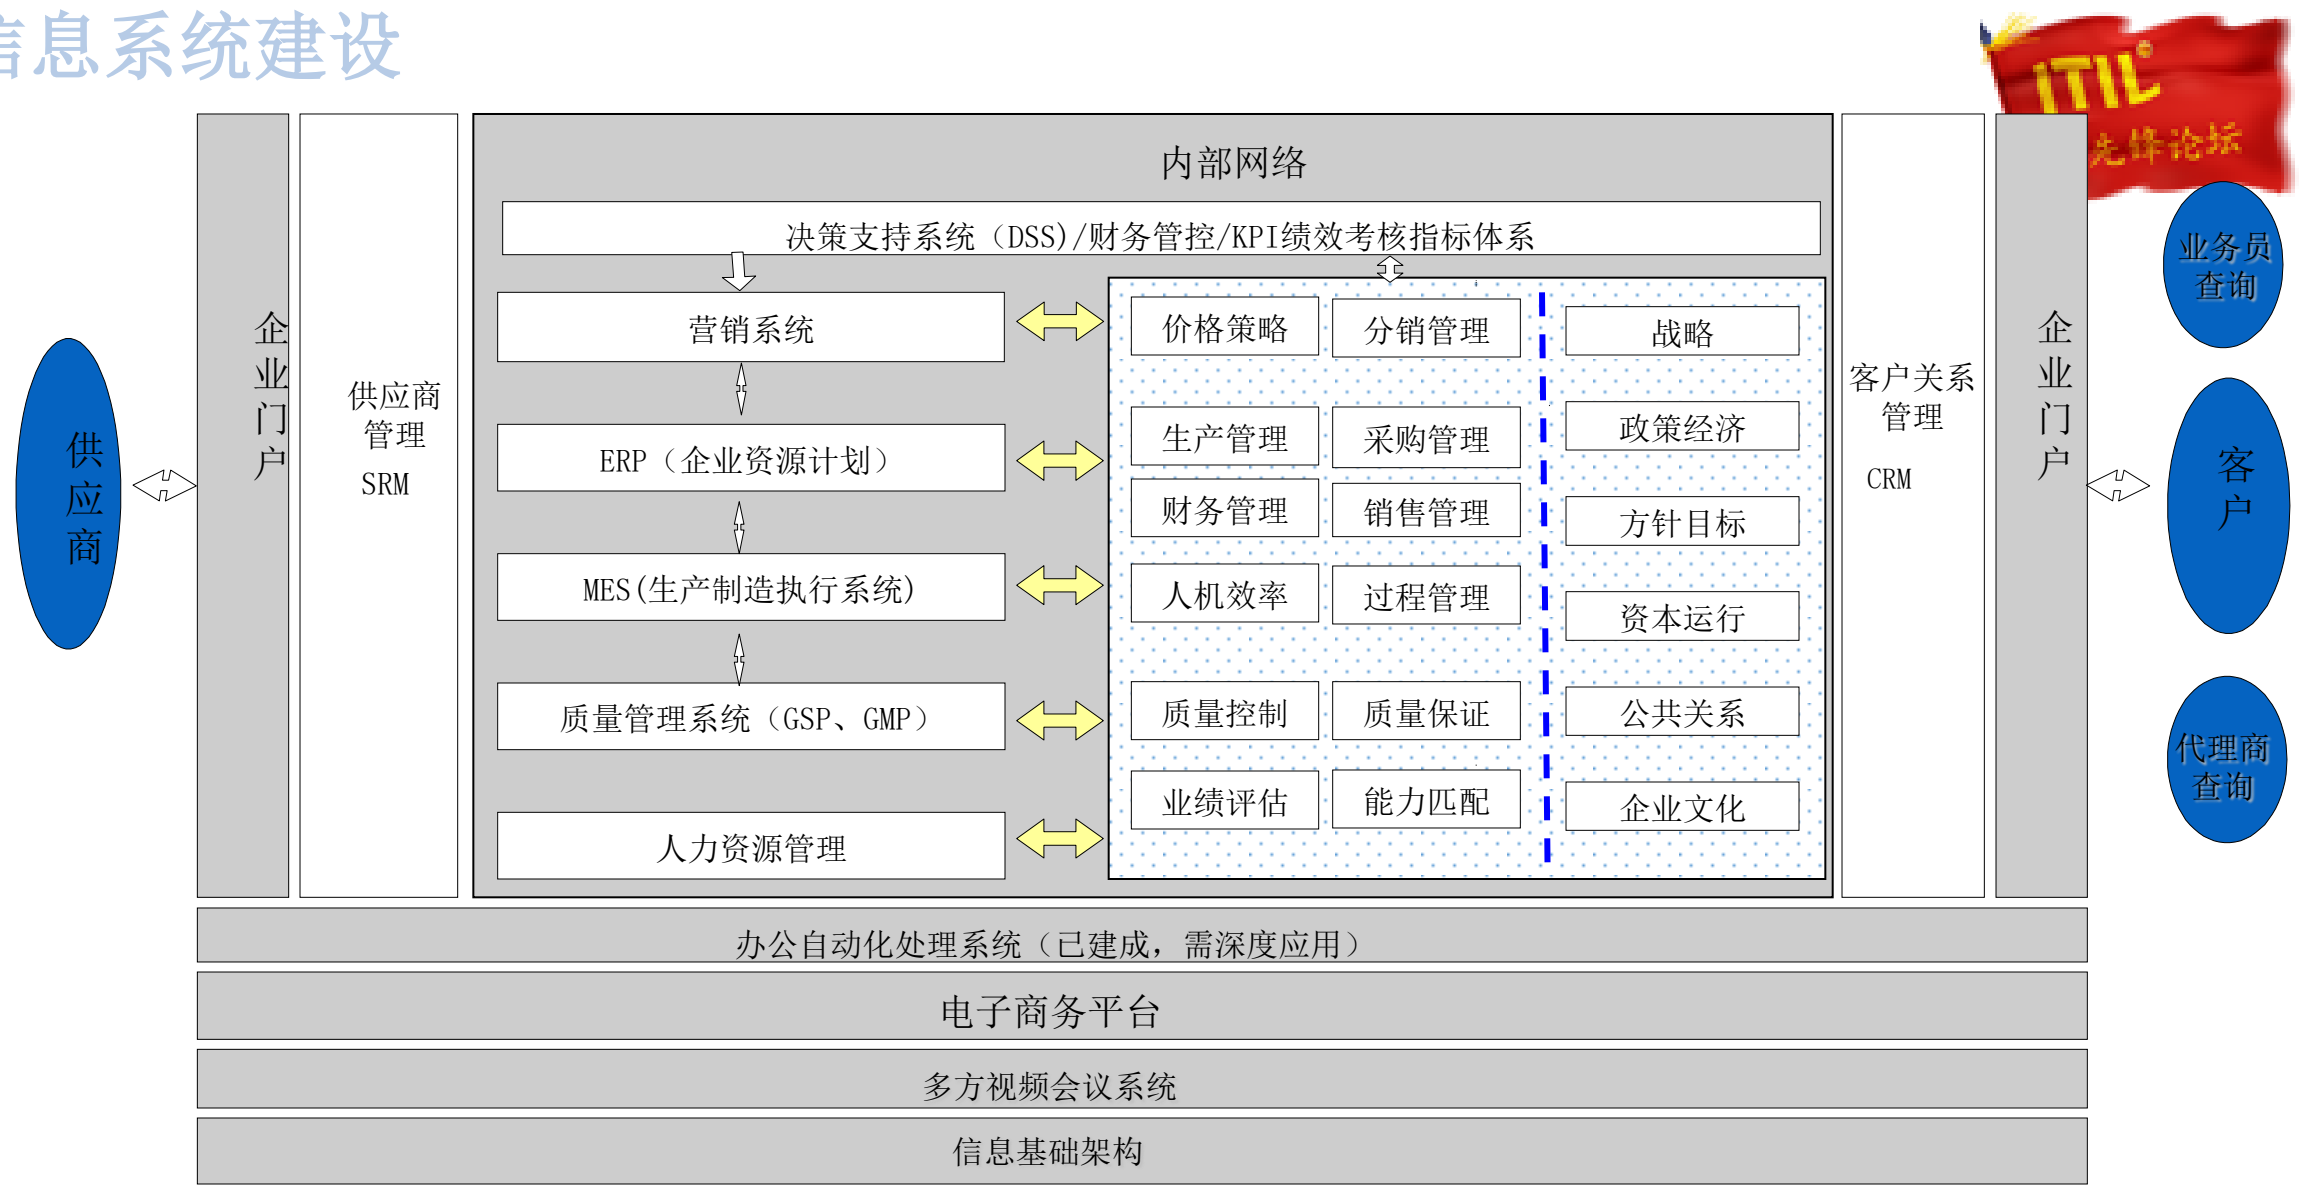 信息系统建设
ITIL
先锋论坛
内部网络
决策支持系统（DSS)/财务管控/KPI绩效考核指标体系
供应商
企业门户
供应商
管理
SRM
营销系统
ERP（企业资源计划）
MES(生产制造执行系统)
质量管理系统（GSP、GMP）
人力资源管理
价格策略
分销管理
生产管理
采购管理
财务管理
销售管理
人机效率
过程管理
质量控制
质量保证
业绩评估
能力匹配
战略
政策经济
方针目标
资本运行
公共关系
企业文化
客户关系
管理
CRM
企业门户
业务员
查询
客户
代理商
查询
办公自动化处理系统（已建成，需深度应用）
电子商务平台
多方视频会议系统
信息基础架构